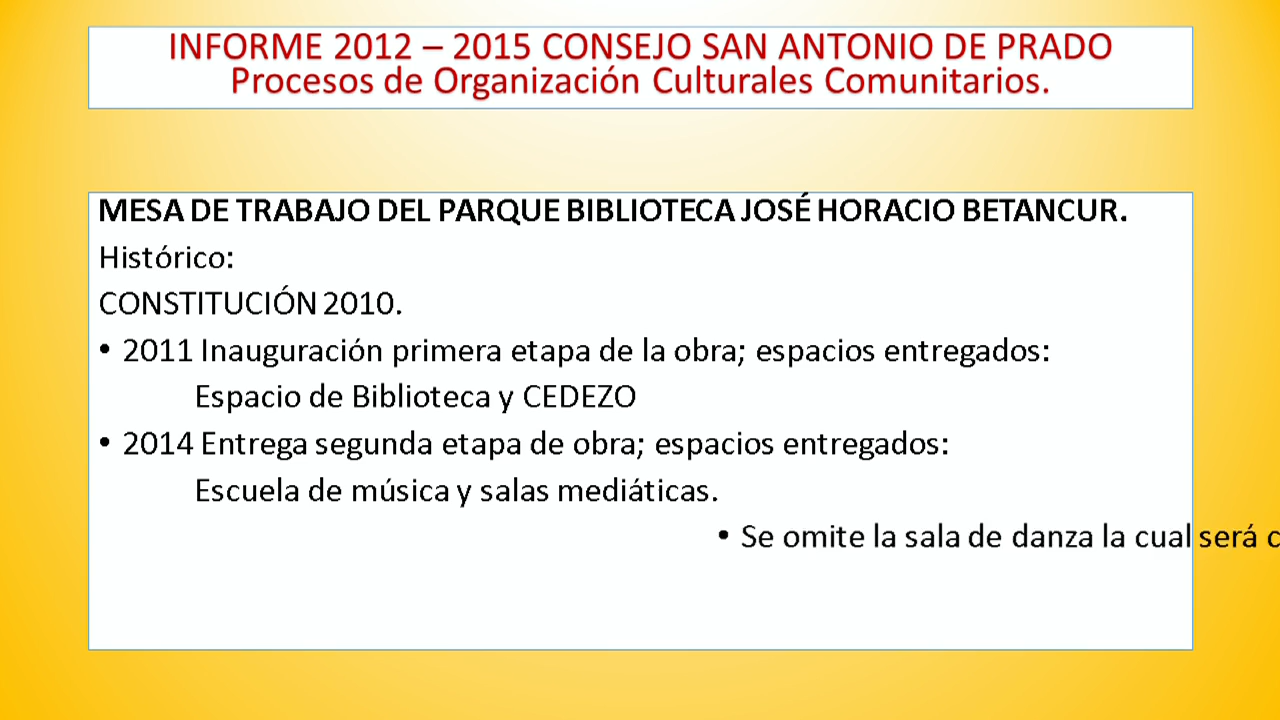 INFORME 2012 – 2015 CONSEJO SAN ANTONIO DE PRADO
Procesos de Organización Culturales Comunitarios.
MESA DE TRABAJO DEL PARQUE BIBLIOTECA JOSÉ HORACIO BETANCUR.
Histórico:
CONSTITUCIÓN 2010.
• 2011 Inauguración primera etapa de la obra; espacios entregados:
Espacio de Biblioteca y CEDEZO
• 2014 Entrega segunda etapa de obra; espacios entregados:
Escuela de música y salas mediáticas.
• Se omite la sala de danza la cual será